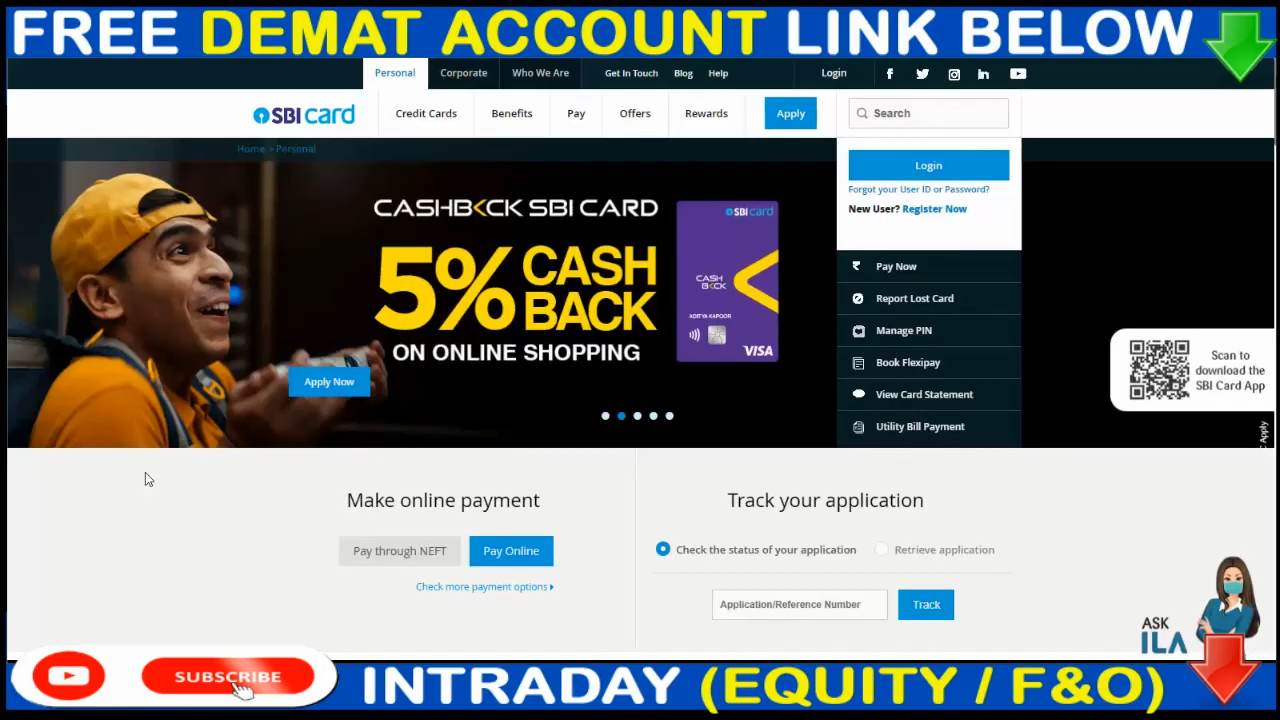 FREE DEMAT ACCOUNT LINK BELOW
Personal Corporate Who We Are Get In Touch Blog Help Login
SBI card Credit Cards Benefits Pay Offers Rewards Apply Search
Home > Personal
Login
Forgot your User ID or Password?
New User? Register Now
CASHBACK SBI CARD
5% CASH BACK
ON ONLINE SHOPPING
Apply Now
SBI card
CASH
BACK
ADITYA KAPOOR
VISA
Pay Now
Report Lost Card
Manage PIN
Book Flexipay
View Card Statement
Utility Bill Payment
Scan to
download the
SBI Card App
Apply
Make online payment
Pay through NEFT Pay Online
Check more payment options
Track your application
Check the status of your application Retrieve application
Application/Reference Number Track
ASK
ILA
SUBSCRIBE
INTRADAY (EQUITY / F&O)